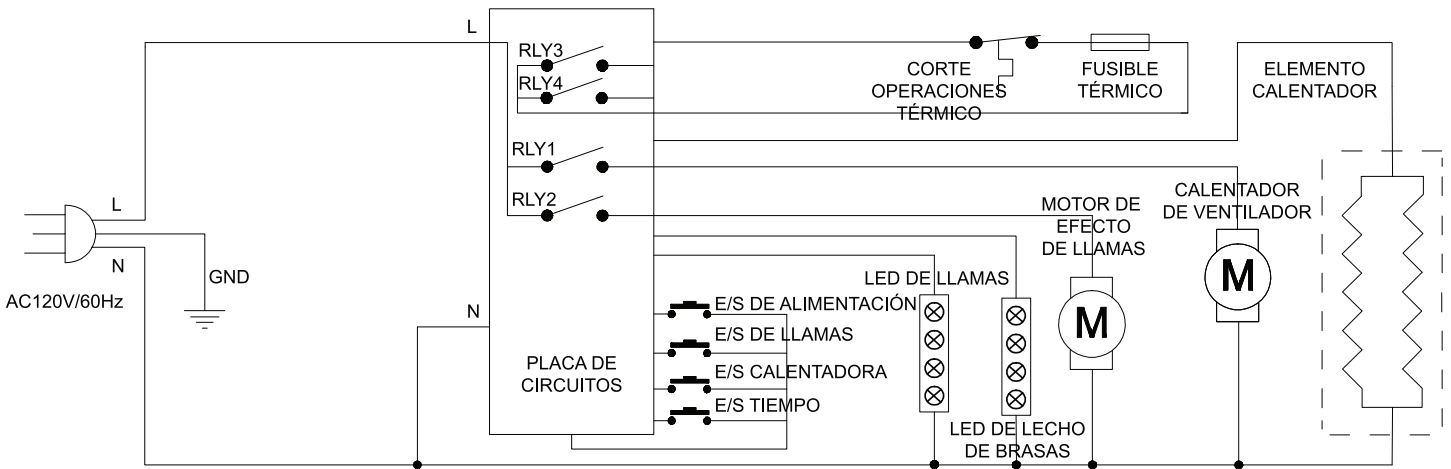 L
RLY3
RLY4
CORTE
OPERACIONES
TÉRMICO
FUSIBLE
TÉRMICO
ELEMENTO
CALENTADOR
RLY1
RLY2
MOTOR DE
EFECTO
DE LLAMAS
CALENTADOR
DE VENTILADOR
L
N
GND
AC120V/60Hz
N
PLACA DE
CIRCUITOS
E/S DE ALIMENTACIÓN
E/S DE LLAMAS
E/S CALENTADORA
E/S TIEMPO
LED DE LLAMAS
LED DE LECHO
DE BRASAS
M
M